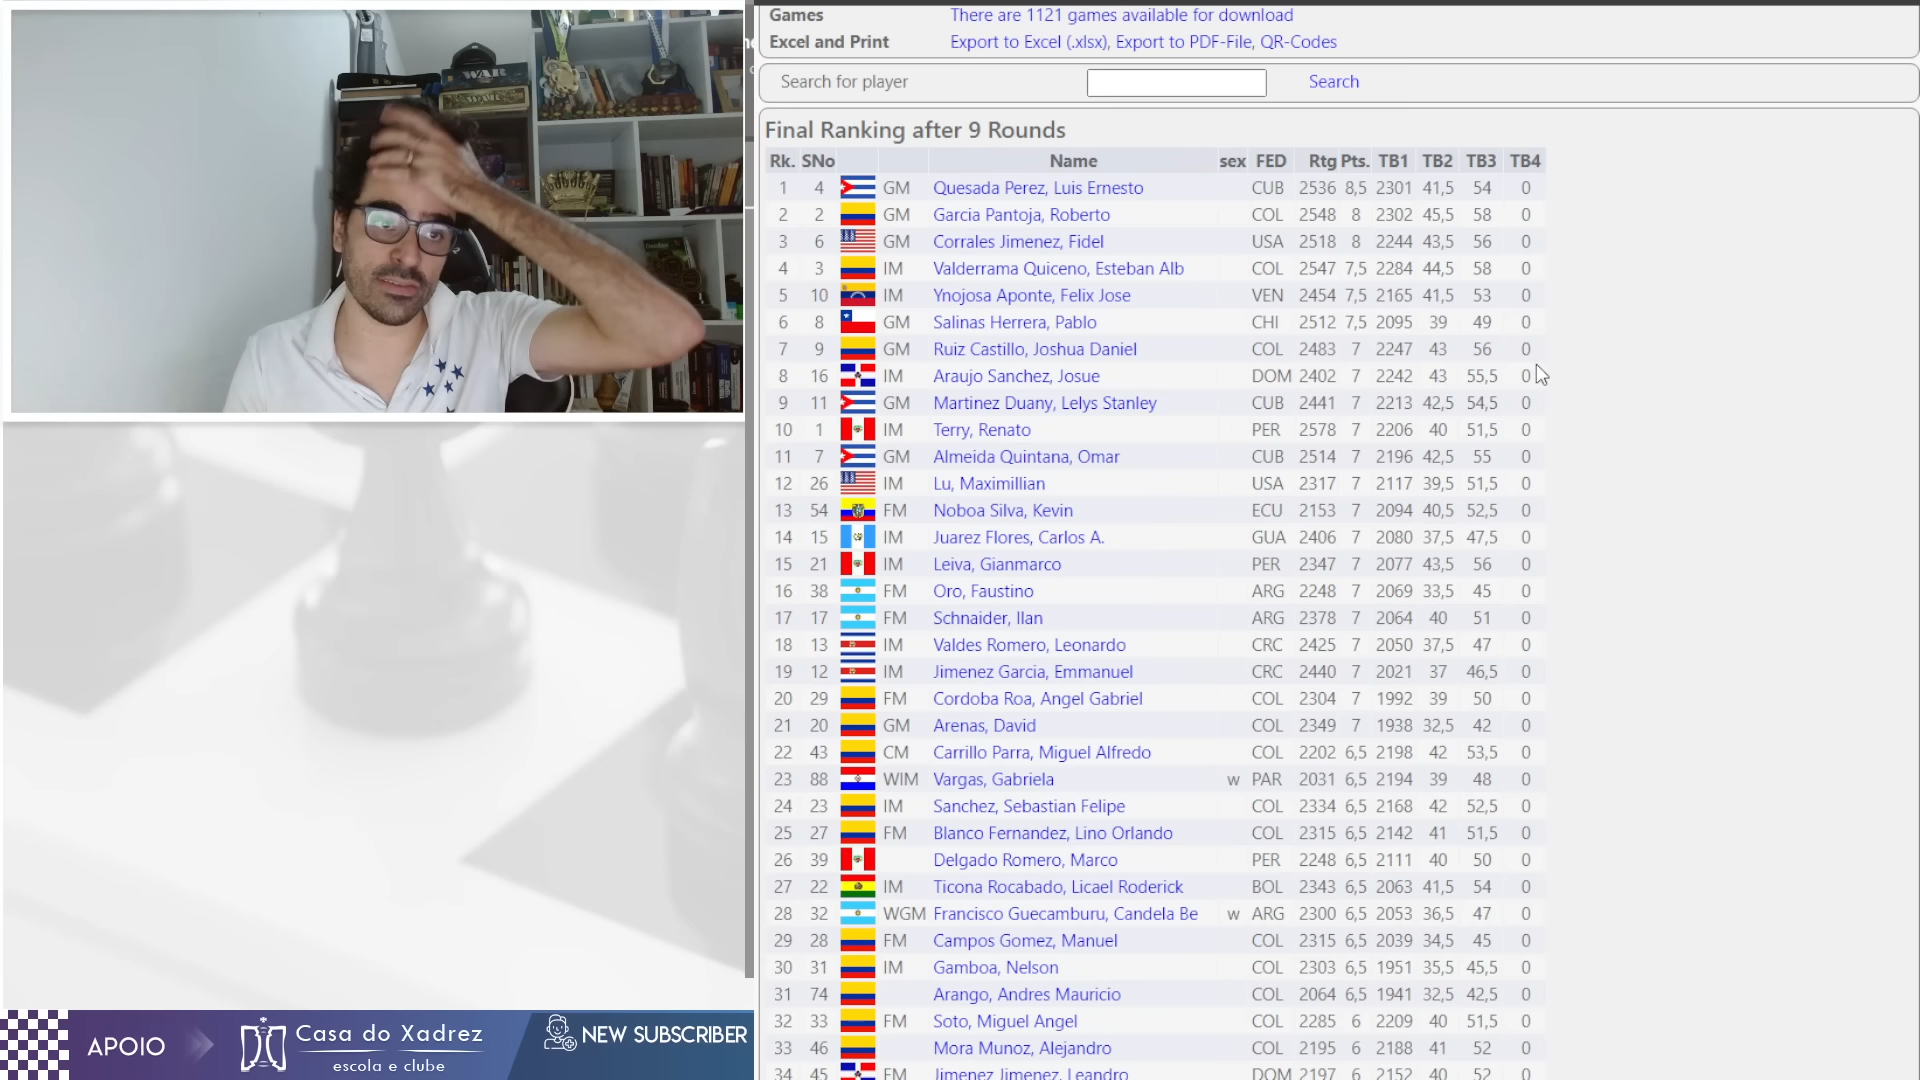 WAR
Games There are 1121 games available for download
Excel and Print Export to Excel (.xlsx), Export to PDF-File, QR-Codes
Search for player Search
Final Ranking after 9 Rounds
Rk. SNo Name sex FED Rtg Pts. TB1 TB2 TB3 TB4
1 4 GM Quesada Perez, Luis Ernesto CUB 2536 8,5 2301 41,5 54 0
2 2 GM Garcia Pantoja, Roberto COL 2548 8 2302 45,5 58 0
3 6 GM Corrales Jimenez, Fidel USA 2518 8 2244 43,5 56 0
4 3 IM Valderrama Quiceno, Esteban Alb COL 2547 7,5 2284 44,5 58 0
5 10 IM Ynojosa Aponte, Felix Jose VEN 2454 7,5 2165 41,5 53 0
6 8 GM Salinas Herrera, Pablo CHI 2512 7,5 2095 39 49 0
7 9 GM Ruiz Castillo, Joshua Daniel COL 2483 7 2247 43 56 0
8 16 IM Araujo Sanchez, Josue DOM 2402 7 2242 43 55,5 0
9 11 GM Martinez Duany, Lelys Stanley CUB 2441 7 2213 42,5 54,5 0
10 1 IM Terry, Renato PER 2578 7 2206 40 51,5 0
11 7 GM Almeida Quintana, Omar CUB 2514 7 2196 42,5 55 0
12 26 IM Lu, Maximillian USA 2317 7 2117 39,5 51,5 0
13 54 FM Noboa Silva, Kevin ECU 2153 7 2094 40,5 52,5 0
14 15 IM Juarez Flores, Carlos A. GUA 2406 7 2080 37,5 47,5 0
15 21 IM Leiva, Gianmarco PER 2347 7 2077 43,5 56 0
16 38 FM Oro, Faustino ARG 2248 7 2069 33,5 45 0
17 17 FM Schnaider, Ilan ARG 2378 7 2064 40 51 0
18 13 IM Valdes Romero, Leonardo CRC 2425 7 2050 37,5 47 0
19 12 IM Jimenez Garcia, Emmanuel CRC 2440 7 2021 37 46,5 0
20 29 FM Cordoba Roa, Angel Gabriel COL 2304 7 1992 39 50 0
21 20 GM Arenas, David COL 2349 7 1938 32,5 42 0
22 43 CM Carrillo Parra, Miguel Alfredo COL 2202 6,5 2198 42 53,5 0
23 88 WIM Vargas, Gabriela w PAR 2031 6,5 2194 39 48 0
24 23 IM Sanchez, Sebastian Felipe COL 2334 6,5 2168 42 52,5 0
25 27 FM Blanco Fernandez, Lino Orlando COL 2315 6,5 2142 41 51,5 0
26 39 Delgado Romero, Marco PER 2248 6,5 2111 40 50 0
27 22 IM Ticona Rocabado, Licael Roderick BOL 2343 6,5 2063 41,5 54 0
28 32 WGM Francisco Guecamburu, Candela Be w ARG 2300 6,5 2053 36,5 47 0
29 28 FM Campos Gomez, Manuel COL 2315 6,5 2039 34,5 45 0
30 31 IM Gamboa, Nelson COL 2303 6,5 1951 35,5 45,5 0
31 74 Arango, Andres Mauricio COL 2064 6,5 1941 32,5 42,5 0
32 33 FM Soto, Miguel Angel COL 2285 6 2209 40 51,5 0
33 46 Mora Munoz, Alejandro COL 2195 6 2188 41 52 0
34 45 FM Jimenez Jimenez, Leandro DOM 2197 6 2152 40 52 0
APOIO
Casa do Xadrez
escola e clube
NEW SUBSCRIBER